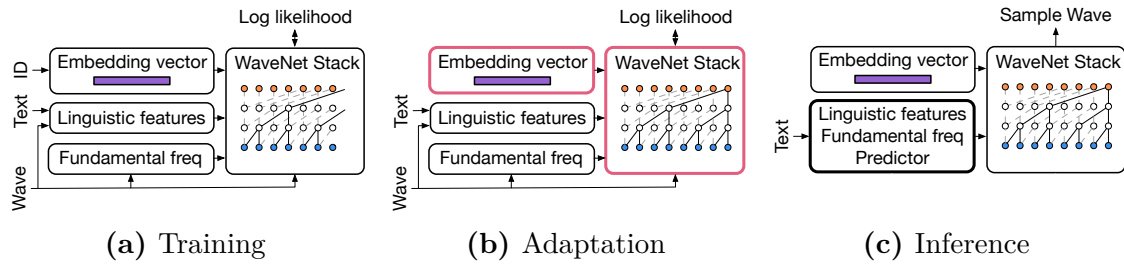 Log likelihood
ID
Embedding vector
WaveNet Stack
Text
Linguistic features
Fundamental freq
Wave
(a) Training
Log likelihood
Embedding vector
WaveNet Stack
Text
Linguistic features
Fundamental freq
Wave
(b) Adaptation
Sample Wave
Embedding vector
WaveNet Stack
Text
Linguistic features
Fundamental freq
Predictor
(c) Inference